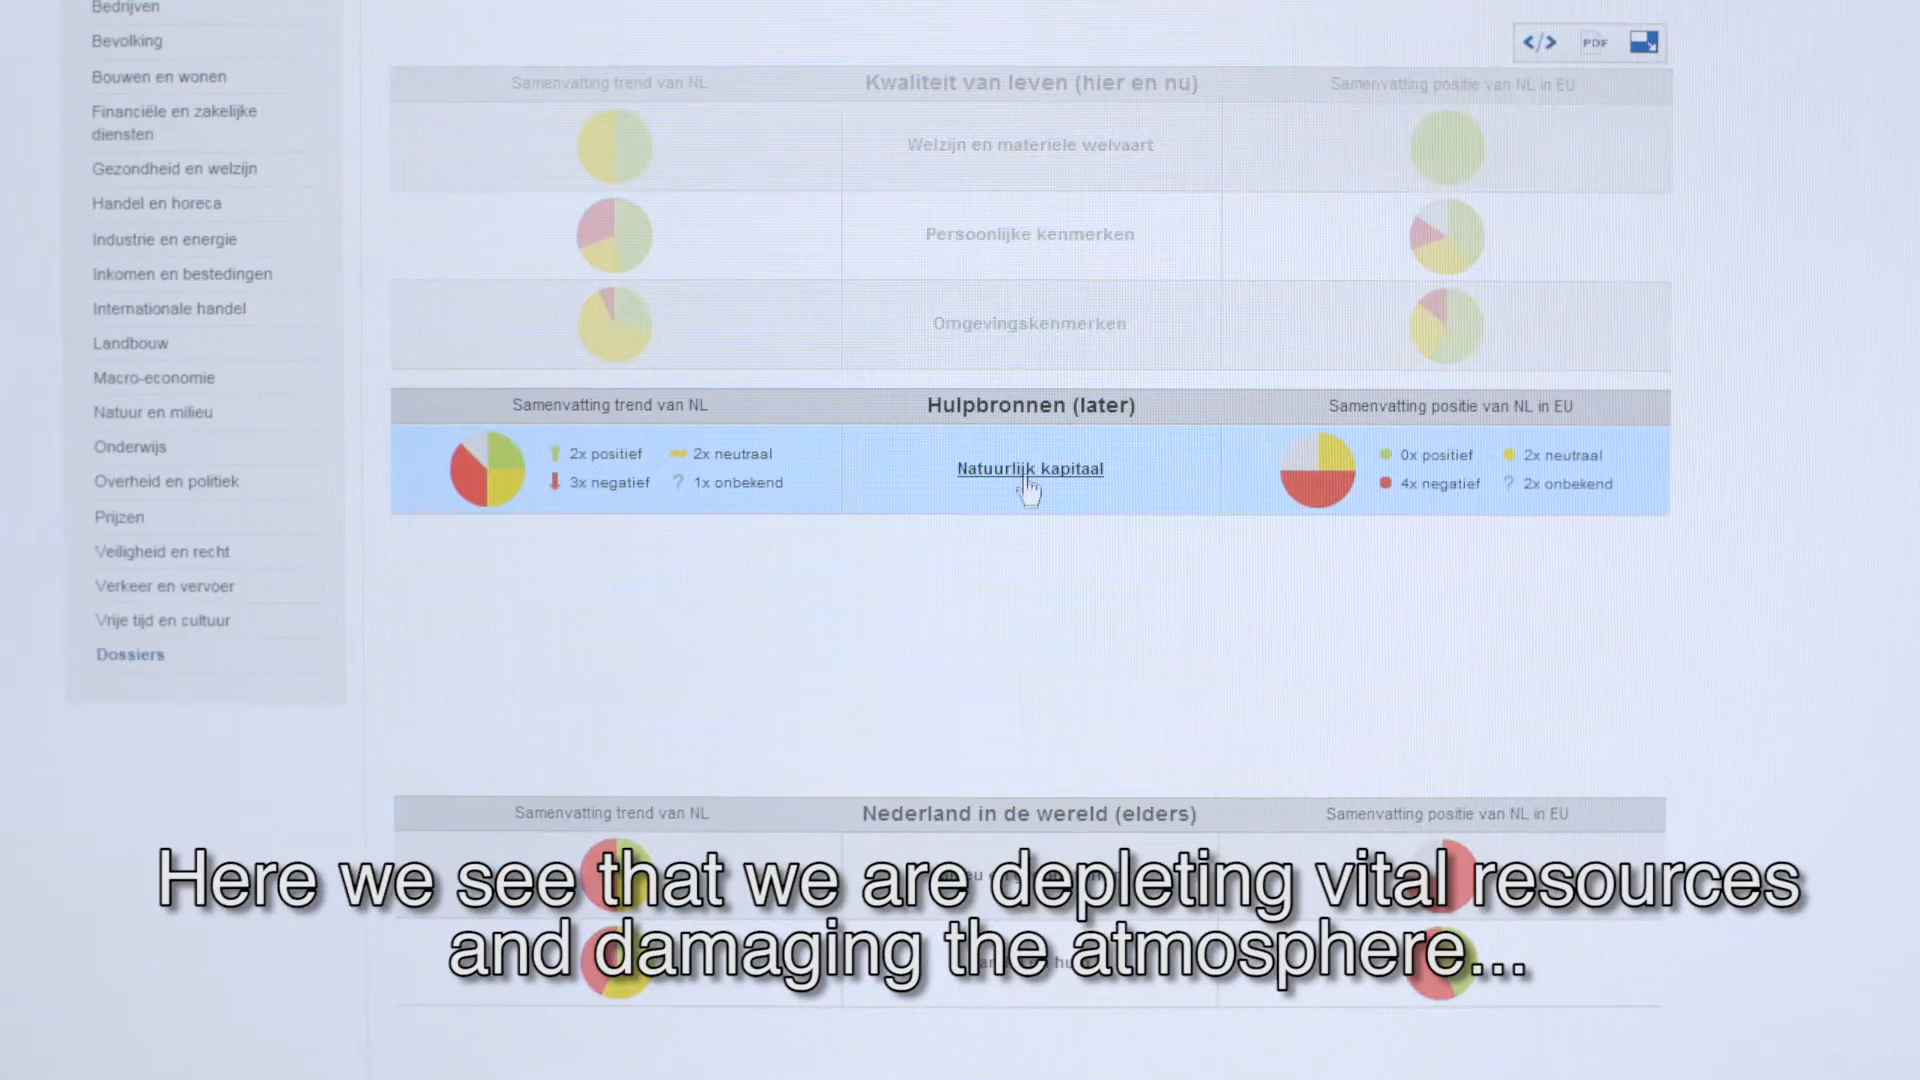 Bedrijven
Bevolking
Bouwen en wonen
Financiële en zakelijke
diensten
Gezondheid en welzijn
Handel en horeca
Industrie en energie
Inkomen en bestedingen
Internationale handel
Landbouw
Macro-economie
Natuur en milieu
Onderwijs
Overheid en politiek
Prijzen
Veiligheid en recht
Verkeer en vervoer
Vrije tijd en cultuur
Dossiers
</> PDF
Samenvatting trend van NL Kwaliteit van leven (hier en nu) Samenvatting positie van NL in EU
Welzijn en materiële welvaart
Persoonlijke kenmerken
Omgevingskenmerken
Samenvatting trend van NL Hulpbronnen (later) Samenvatting positie van NL in EU
2x positief 2x neutraal Natuurlijk kapitaal 0x positief 2x neutraal
3x negatief ? 1x onbekend 4x negatief ? 2x onbekend
Samenvatting trend van NL Nederland in de wereld (elders) Samenvatting positie van NL in EU
Here we see that we are depleting vital resources
and damaging the atmosphere...